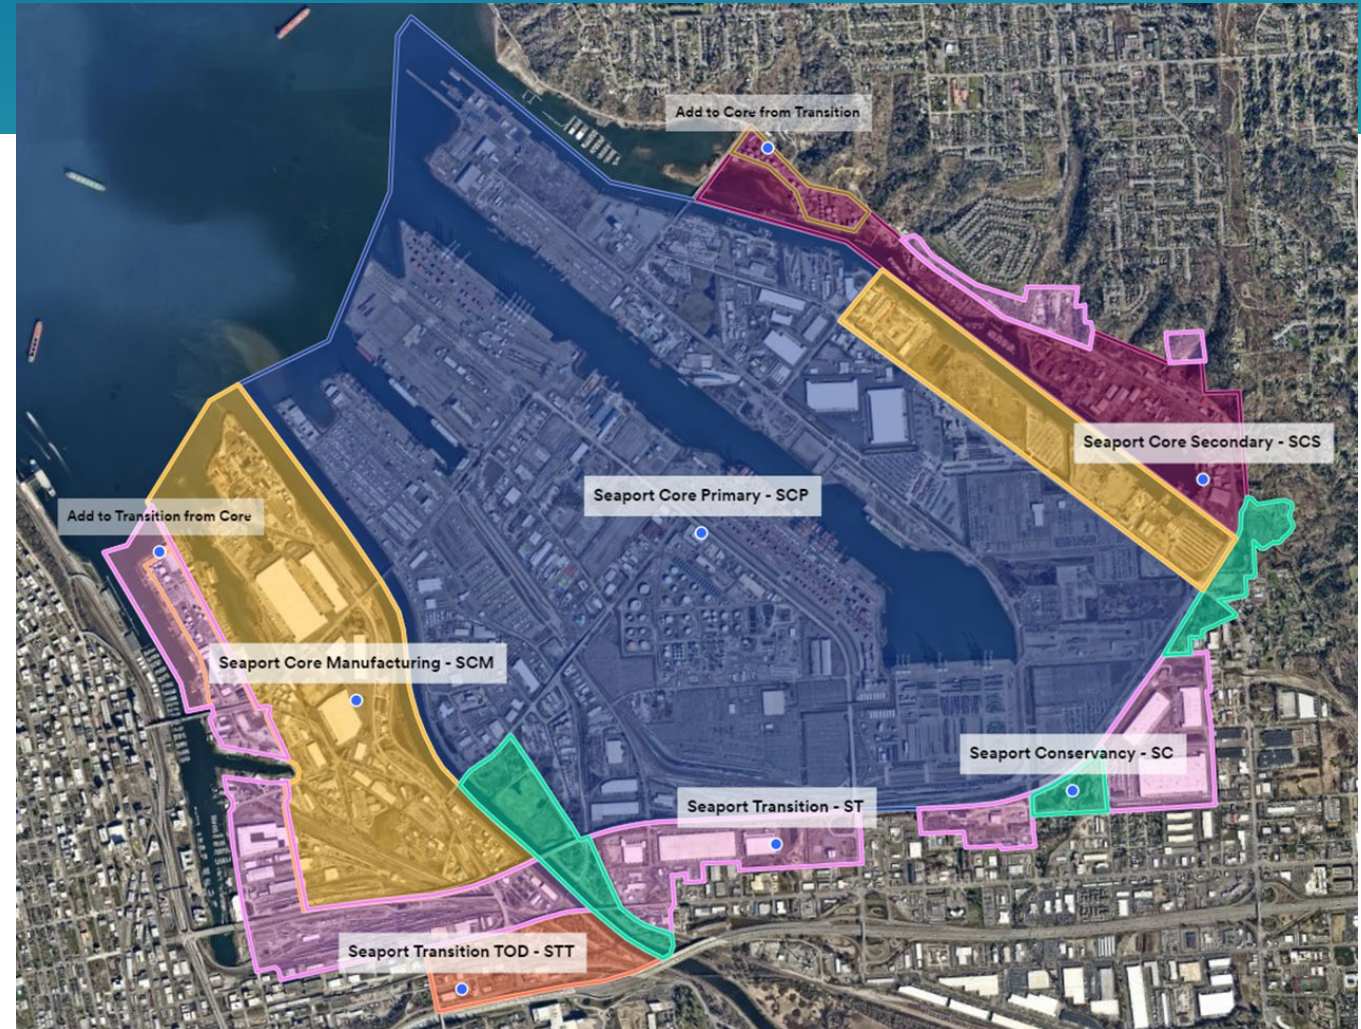 Add to Core from Transition
Seaport Core Secondary - SCS
Seaport Core Primary - SCP
Add to Transition from Core
Seaport Core Manufacturing - SCM
Seaport Conservancy - SC
Seaport Transition - ST
Seaport Transition TOD - STT